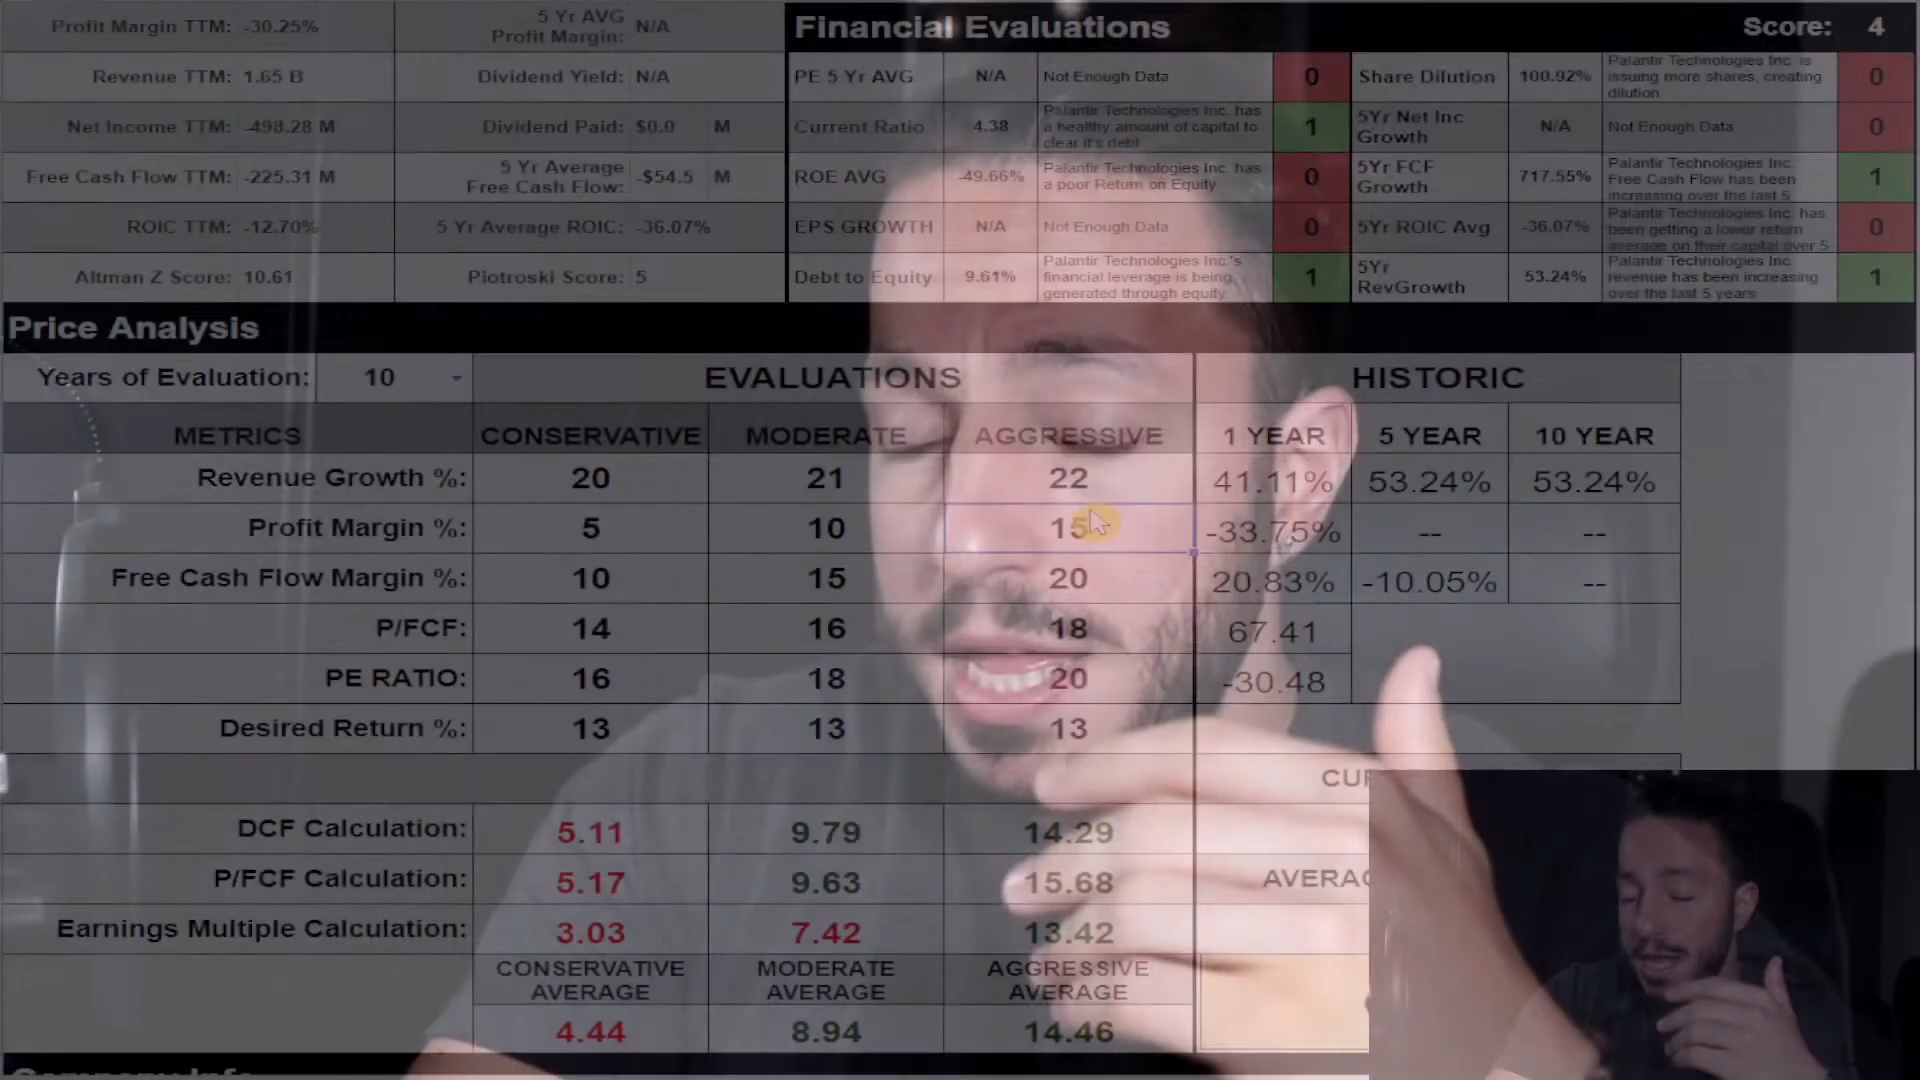 Profit Margin TTM: -30.25%
5 Yr AVG
Profit Margin: N/A
Revenue TTM: 1.65 B
Dividend Yield: N/A
Net Income TTM: -498.28 M
Dividend Paid: $0.0 M
Free Cash Flow TTM: -225.31 M
5 Yr Average
Free Cash Flow: -$54.5 M
ROIC TTM: -12.70%
5 Yr Average ROIC: -36.07%
Altman Z Score: 10.61
Piotroski Score: 5
Financial Evaluations
Score: 4
PE 5 Yr AVG N/A Not Enough Data 0
Share Dilution 100.92% Palantir Technologies Inc. is
issuing more shares, creating
dilution 0
Current Ratio 4.38 Palantir Technologies Inc. has
a healthy amount of capital to
clear it's debt 1
5Yr Net Inc
Growth N/A Not Enough Data 0
ROE AVG -49.66% Palantir Technologies Inc. has
a poor Return on Equity 0
5Yr FCF
Growth 717.55% Palantir Technologies Inc.
Free Cash Flow has been
increasing over the last 5 1
EPS GROWTH N/A Not Enough Data 0
5Yr ROIC Avg -36.07% Palantir Technologies Inc. has
been getting a lower return
average on their capital over 5 0
Debt to Equity 9.61% Palantir Technologies Inc.'s
financial leverage is being
generated through equity. 1
5Yr
RevGrowth 53.24% Palantir Technologies Inc.
revenue has been increasing
over the last 5 years 1
Price Analysis
Years of Evaluation: 10
EVALUATIONS
HISTORIC
METRICS CONSERVATIVE MODERATE AGGRESSIVE 1 YEAR 5 YEAR 10 YEAR
Revenue Growth %: 20 21 22 41.11% 53.24% 53.24%
Profit Margin %: 5 10 15 -33.75% -- --
Free Cash Flow Margin %: 10 15 20 20.83% -10.05% --
P/FCF: 14 16 18 67.41
PE RATIO: 16 18 20 -30.48
Desired Return %: 13 13 13
DCF Calculation: 5.11 9.79 14.29
P/FCF Calculation: 5.17 9.63 15.68
Earnings Multiple Calculation: 3.03 7.42 13.42
CONSERVATIVE
AVERAGE
MODERATE
AVERAGE
AGGRESSIVE
AVERAGE
4.44 8.94 14.46